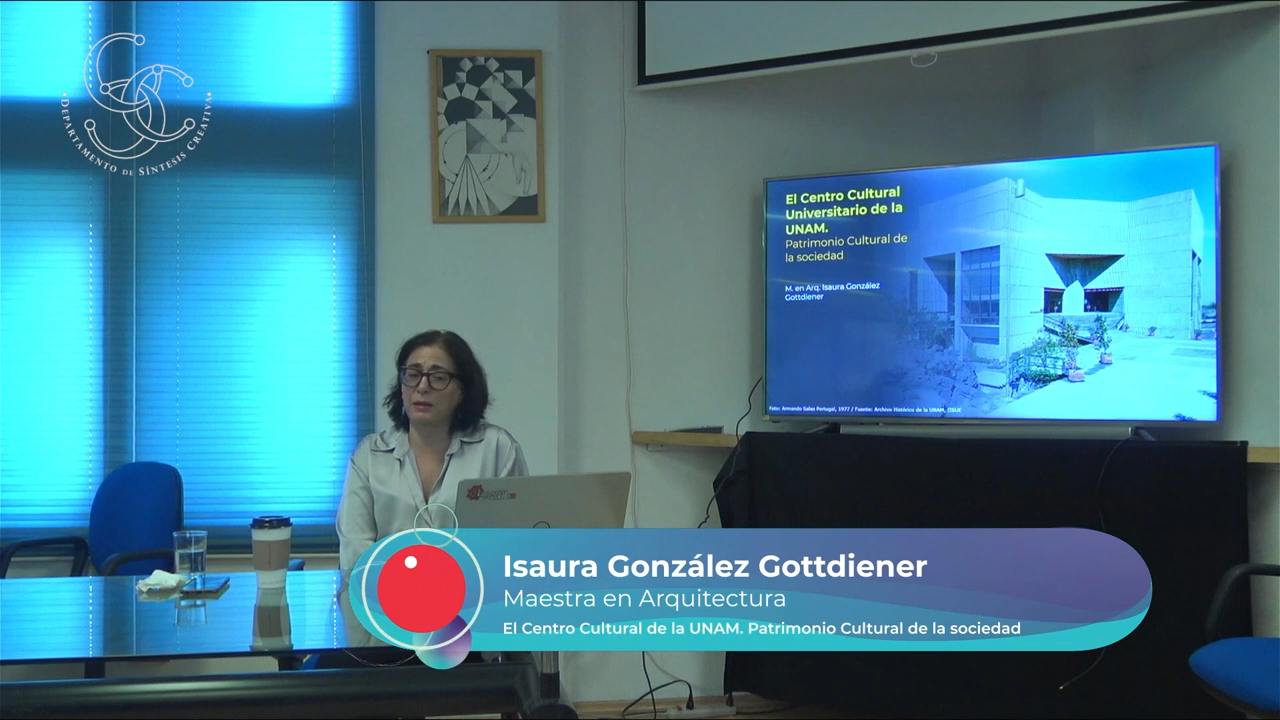 DEPARTAMENTO DE SÍNTESIS CREATIVA
El Centro Cultural
Universitario de la
UNAM.
Patrimonio Cultural de
la sociedad
M. en Arq. Isaura González
Gottdiener
Foto: Armando Salas Portugal, 1977 / Fuente: Archivo Histórico de la UNAM, IISUE
Isaura González Gottdiener
Maestra en Arquitectura
El Centro Cultural de la UNAM. Patrimonio Cultural de la sociedad